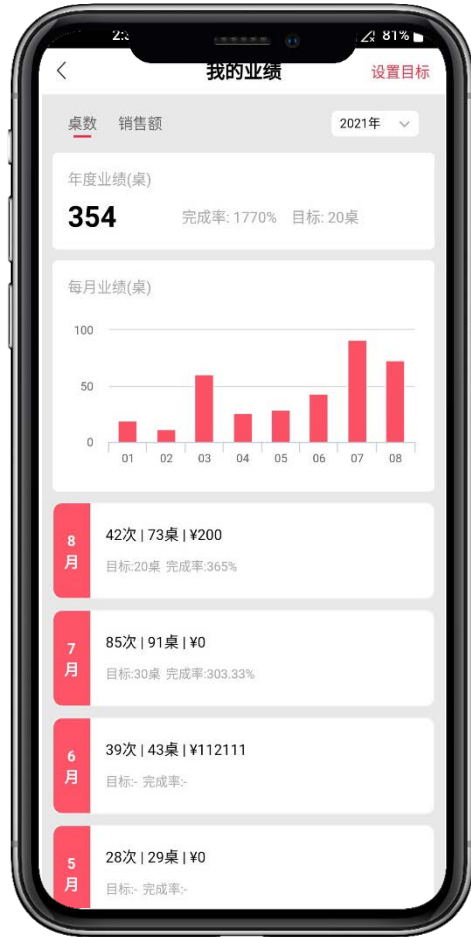 81%
我的业绩 设置目标
桌数 销售额 2021年
年度业绩(桌)
354 完成率: 1770% 目标: 20桌
每月业绩(桌)
100
50
0
01 02 03 04 05 06 07 08
8月
42次 | 73桌 | ¥200
目标:20桌 完成率:365%
7月
85次 | 91桌 | ¥0
目标:30桌 完成率:303.33%
6月
39次 | 43桌 | ¥112111
目标:- 完成率:-
5月
28次 | 29桌 | ¥0
目标:- 完成率:-